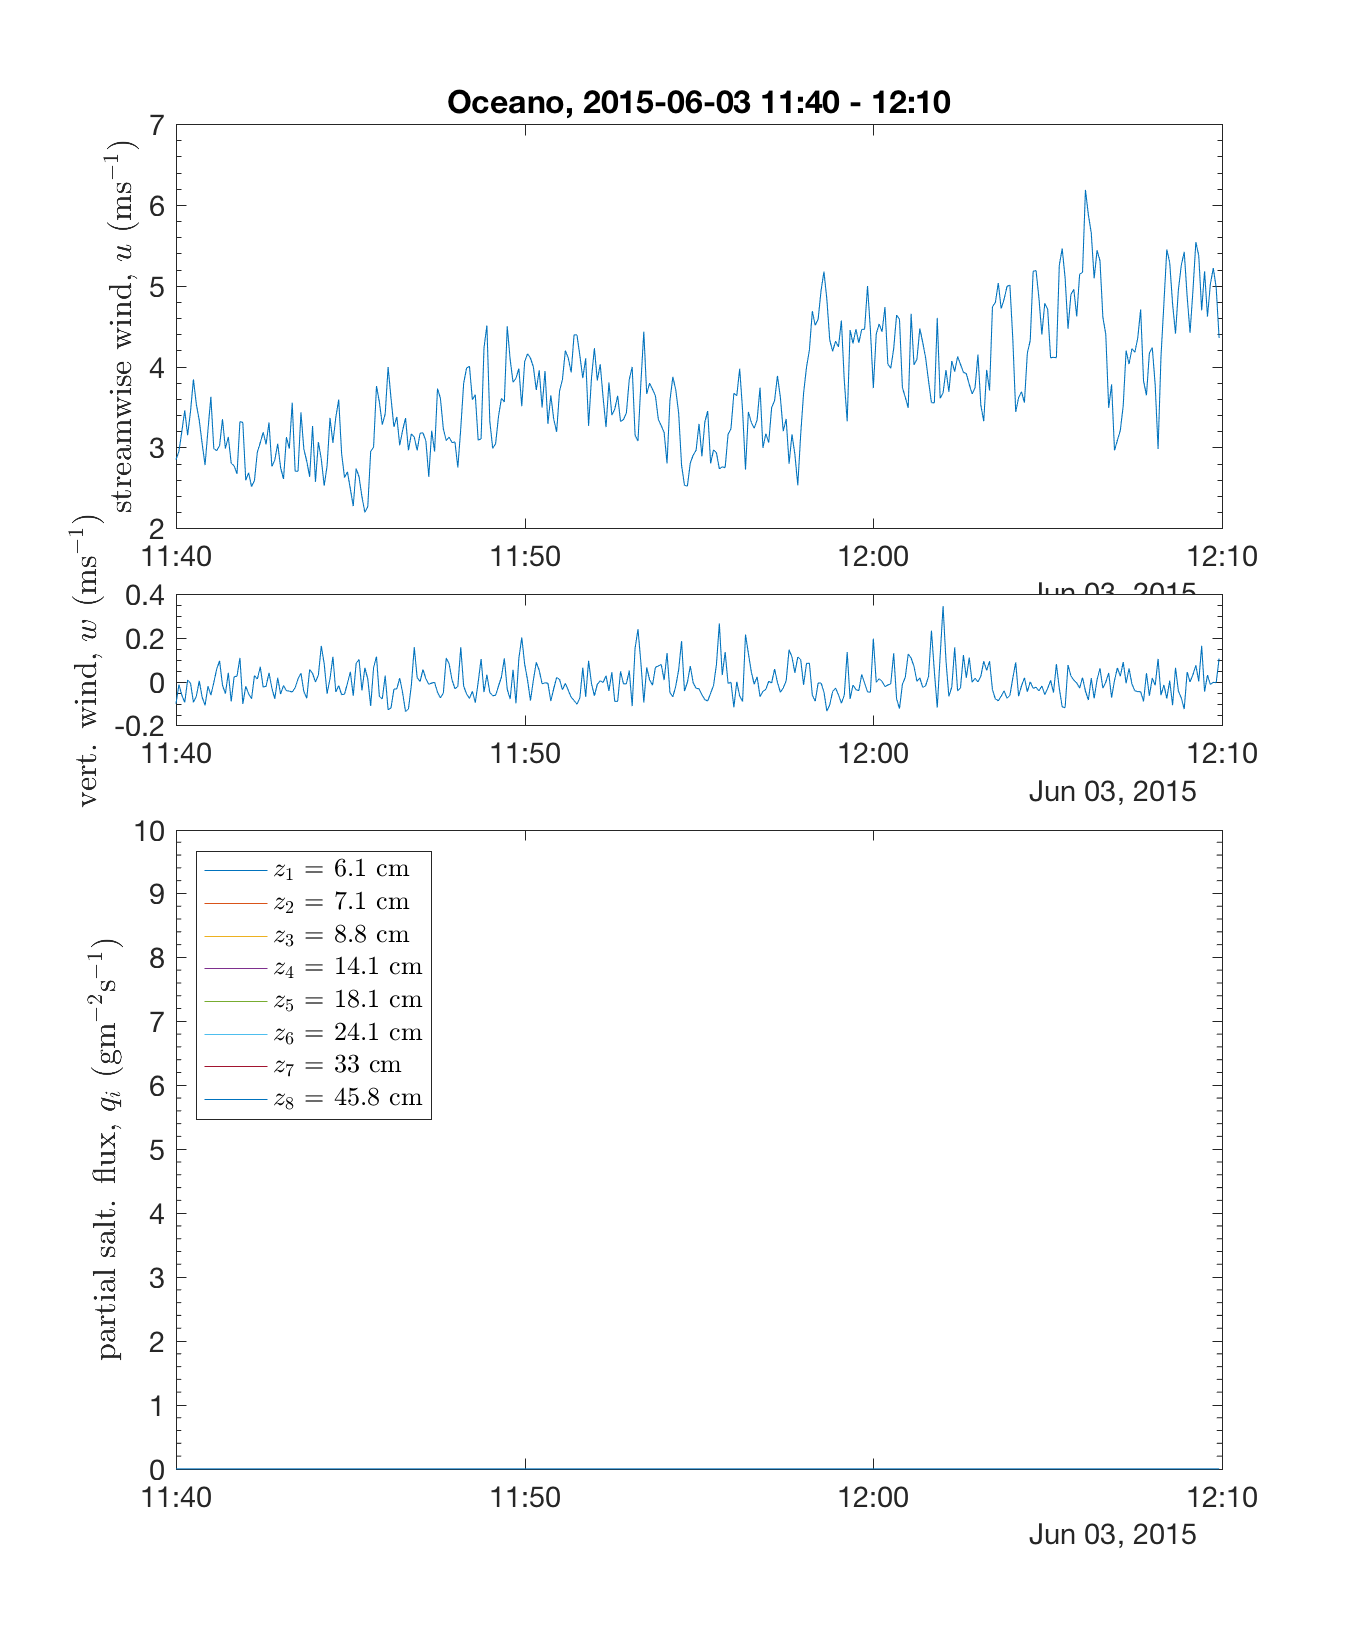 Oceano, 2015-06-03 11:40 - 12:10
streamwise wind, u (ms⁻¹)
7
6
5
4
3
2
11:40 11:50 12:00 12:10
Jun 03, 2015
vert. wind, w (ms⁻¹)
0.4
0.2
0
-0.2
11:40 11:50 12:00 12:10
Jun 03, 2015
partial salt. flux, qᵢ (gm⁻²s⁻¹)
10
9
8
7
6
5
4
3
2
1
0
z₁ = 6.1 cm
z₂ = 7.1 cm
z₃ = 8.8 cm
z₄ = 14.1 cm
z₅ = 18.1 cm
z₆ = 24.1 cm
z₇ = 33 cm
z₈ = 45.8 cm
11:40 11:50 12:00 12:10
Jun 03, 2015